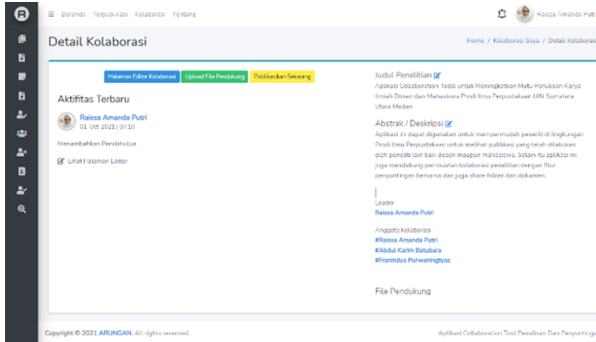 Beranda Terpublikasi Kolaborasi Tentang
Raissa Amanda Putri
Detail Kolaborasi
Home / Kolaborasi Saya / Detail Kolaborasi
Halaman Editor Kolaborasi
Upload File Pendukung
Publikasikan Sekarang
Aktifitas Terbaru
Raissa Amanda Putri
01 Oct 2021 | 07:10
Menambahkan Pendahulua
Lihat Halaman Editor
Judul Penelitian
Aplikasi Collaboration Tools untuk Meningkatkan Mutu Penulisan Karya
Ilmiah Dosen dan Mahasiswa Prodi Ilmu Perpustakaan UIN Sumatera
Utara Medan
Abstrak / Deskripsi
Aplikasi ini dapat digunakan untuk mempermudah peneliti di lingkungan
Prodi Ilmu Perpustakaan untuk melihat publikasi yang telah dilakukan
oleh peneliti lain baik dosen maupun mahasiswa. Selain itu aplikasi ini
juga mendukung pembuatan kolaborasi penelitian dengan fitur
penyuntingan bersama dan juga share folder dan dokumen.
Leader
Raissa Amanda Putri
Anggota Kolaborasi
#Raissa Amanda Putri
#Abdul Karim Batubara
#Franindya Purwaningtyas
File Pendukung
Copyright © 2021 ARUNGAN. All rights reserved.
Aplikasi Collaboration Tool Penulisan Dan Penyuntinga